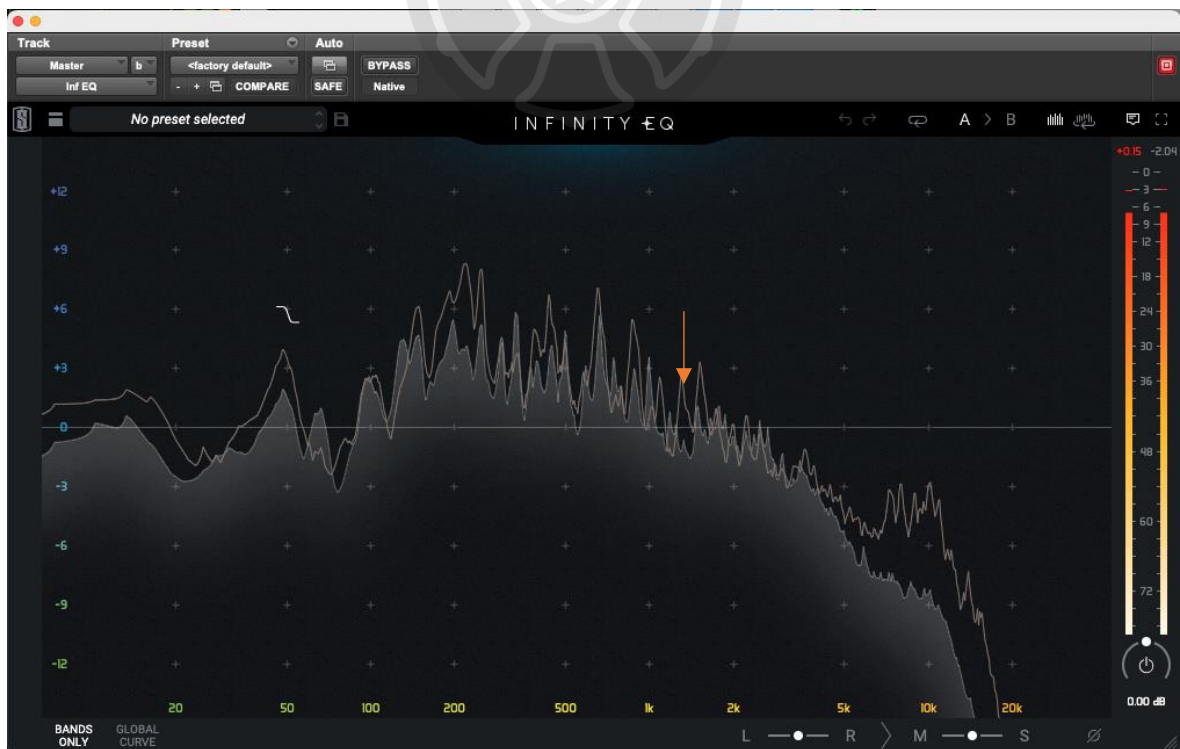 Track Preset Auto
Master b <factory default> BYPASS
Inf EQ - + COMPARE SAFE Native
No preset selected INFINITY EQ A > B
+0.15 -2.04
+12
+9
+6
+3
0
-3
-6
-9
-12
- 0 -
- 3 -
- 6 -
- 9 -
- 12 -
- 18 -
- 24 -
- 30 -
- 36 -
- 48 -
- 60 -
- 72 -
20 50 100 200 500 1k 2k 5k 10k 20k
0.00 dB
BANDS ONLY GLOBAL CURVE L R M S